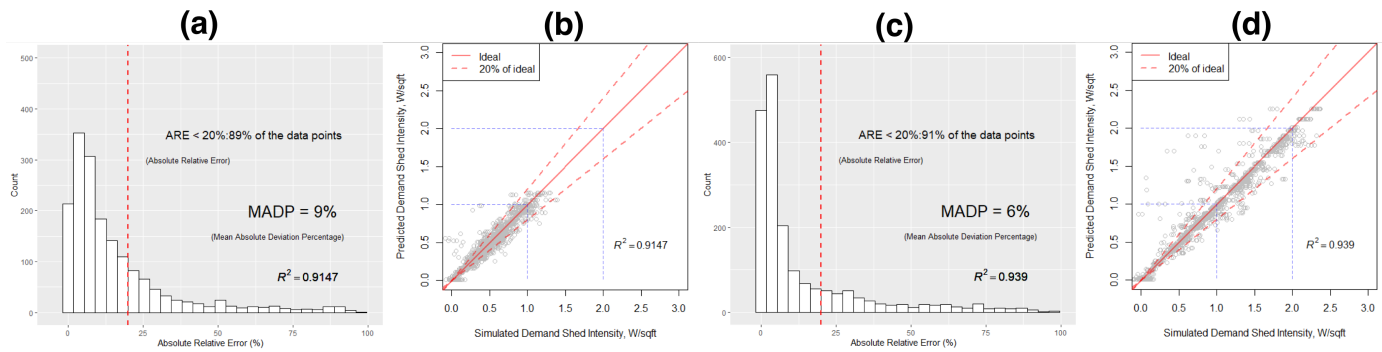 (a)
500
400
300
200
100
0
Count
ARE < 20%:89% of the data points
(Absolute Relative Error)
MADP = 9%
(Mean Absolute Deviation Percentage)
R² = 0.9147
0 25 50 75 100
Absolute Relative Error (%)
(b)
Ideal
20% of ideal
3.0
2.5
2.0
1.5
1.0
0.5
0.0
Predicted Demand Shed Intensity, W/sqft
R² = 0.9147
0.0 0.5 1.0 1.5 2.0 2.5 3.0
Simulated Demand Shed Intensity, W/sqft
(c)
600
400
200
0
Count
ARE < 20%:91% of the data points
(Absolute Relative Error)
MADP = 6%
(Mean Absolute Deviation Percentage)
R² = 0.939
0 25 50 75 100
Absolute Relative Error (%)
(d)
Ideal
20% of ideal
3.0
2.5
2.0
1.5
1.0
0.5
0.0
Predicted Demand Shed Intensity, W/sqft
R² = 0.939
0.0 0.5 1.0 1.5 2.0 2.5 3.0
Simulated Demand Shed Intensity, W/sqft